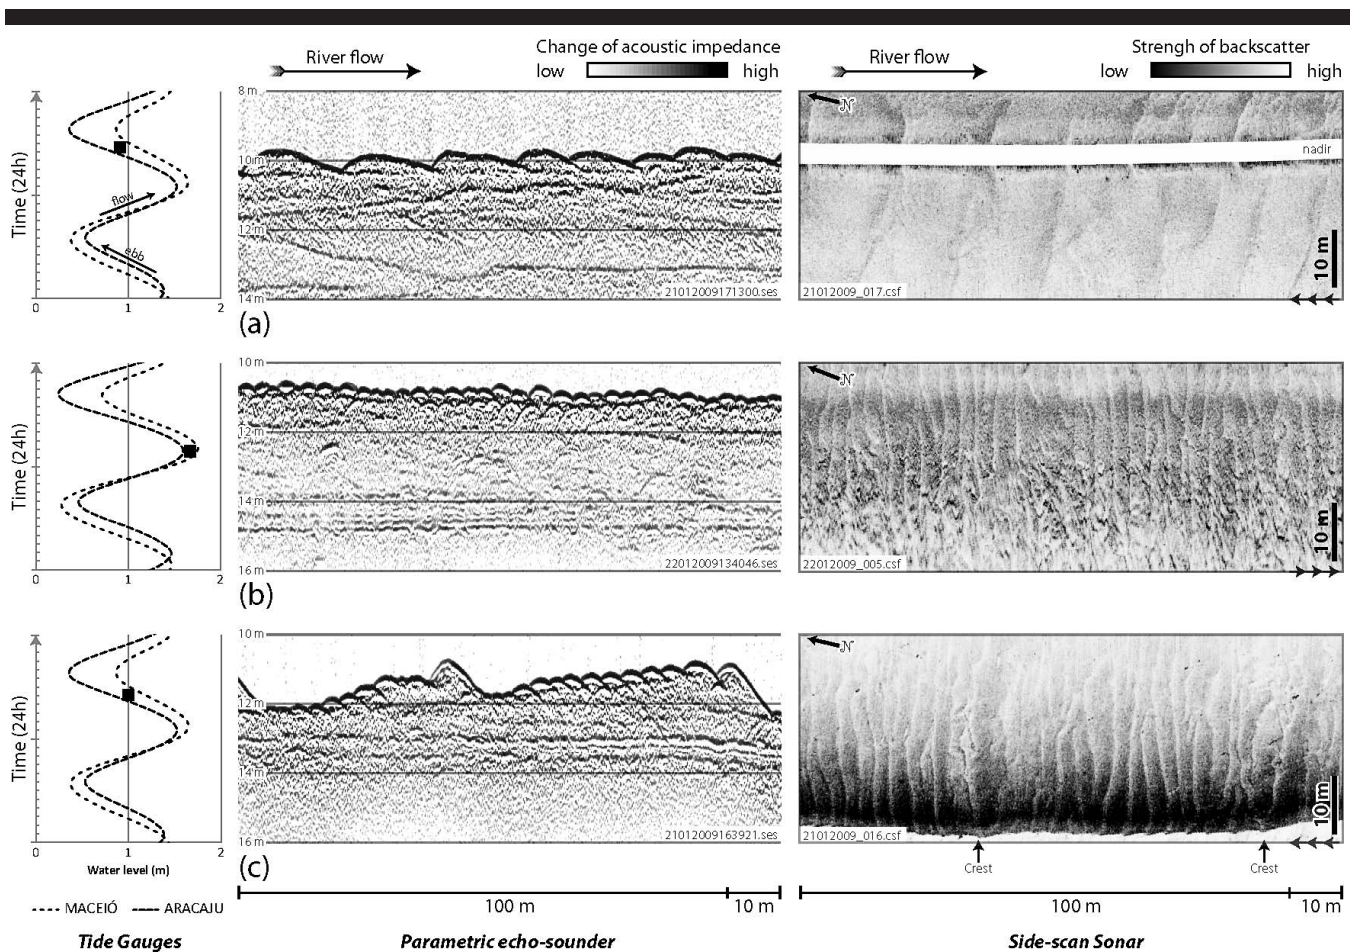 River flow
Change of acoustic impedance
low high
River flow
Strengh of backscatter
low high
Time (24h)
flow
ebb
0 1 2
8 m
10 m
12 m
14 m
21012009171300.ses
N
nadir
10 m
21012009_017.csf
(a)
Time (24h)
0 1 2
10 m
12 m
14 m
16 m
22012009134046.ses
N
10 m
22012009_005.csf
(b)
Time (24h)
0 1 2
Water level (m)
10 m
12 m
14 m
16 m
21012009163921.ses
N
10 m
21012009_016.csf
Crest Crest
(c)
MACEIÓ ARACAJU
100 m 10 m
100 m 10 m
Tide Gauges
Parametric echo-sounder
Side-scan Sonar